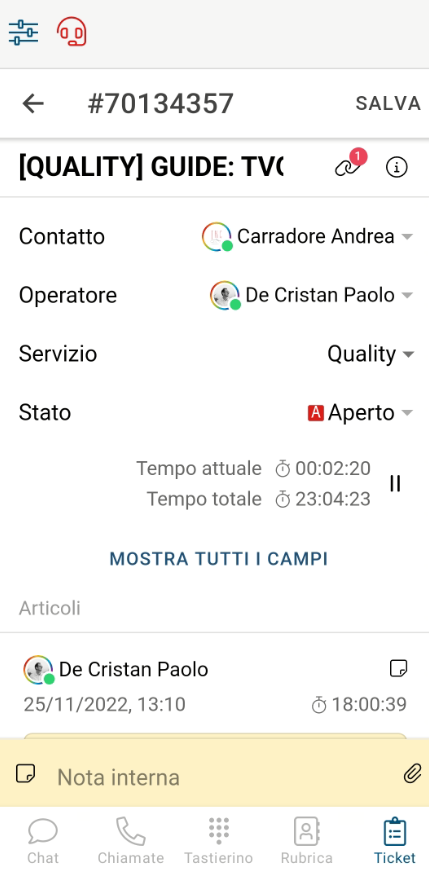 #70134357 SALVA
[QUALITY] GUIDE: TV 1
Contatto Carradore Andrea
Operatore De Cristan Paolo
Servizio Quality
Stato A Aperto
Tempo attuale 00:02:20
Tempo totale 23:04:23
MOSTRA TUTTI I CAMPI
Articoli
De Cristan Paolo
25/11/2022, 13:10 18:00:39
Nota interna
Chat Chiamate Tastierino Rubrica Ticket